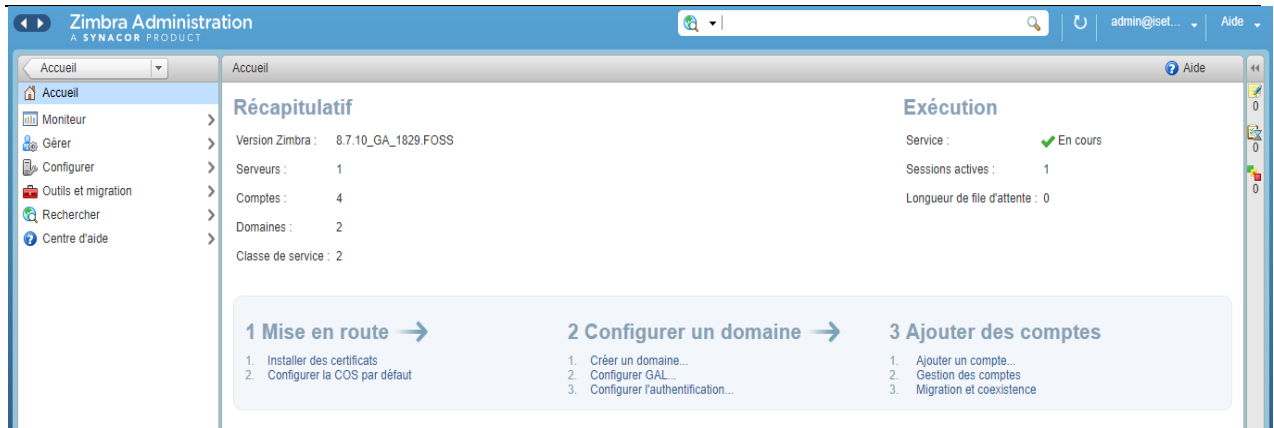 Zimbra Administration
A SYNACOR PRODUCT
admin@iset...
Aide
Accueil
Accueil
Aide
Accueil
Moniteur
Gérer
Configurer
Outils et migration
Rechercher
Centre d'aide
Récapitulatif
Version Zimbra : 8.7.10_GA_1829.FOSS
Serveurs : 1
Comptes : 4
Domaines : 2
Classe de service : 2
Exécution
Service : En cours
Sessions actives : 1
Longueur de file d'attente : 0
0
0
0
1 Mise en route
1. Installer des certificats
2. Configurer la COS par défaut
2 Configurer un domaine
1. Créer un domaine...
2. Configurer GAL...
3. Configurer l'authentification...
3 Ajouter des comptes
1. Ajouter un compte...
2. Gestion des comptes
3. Migration et coexistence